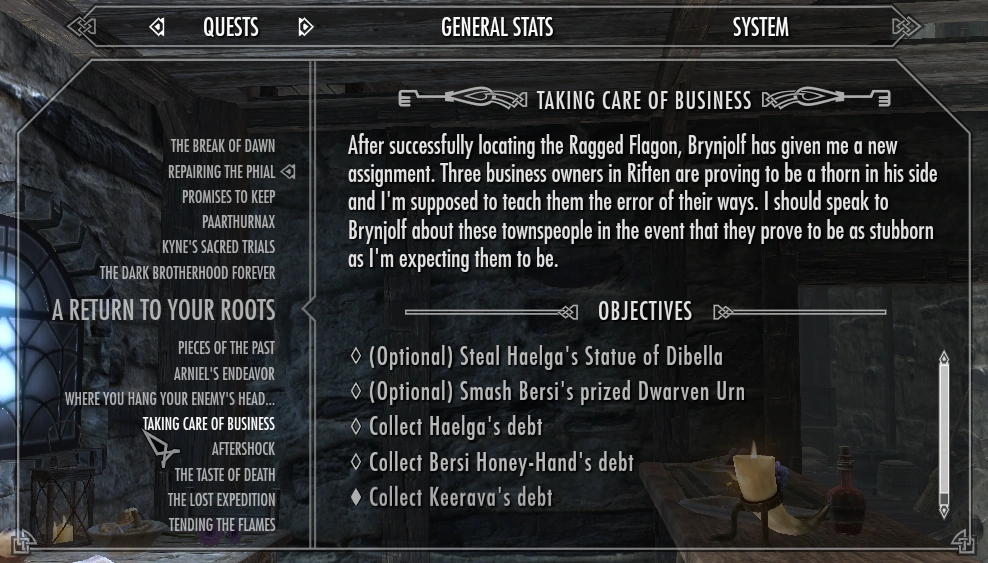 QUESTS
GENERAL STATS
SYSTEM
THE BREAK OF DAWN
REPAIRING THE PHIAL
PROMISES TO KEEP
PAARTHURNAX
KYNE'S SACRED TRIALS
THE DARK BROTHERHOOD FOREVER
A RETURN TO YOUR ROOTS
PIECES OF THE PAST
ARNIEL'S ENDEAVOR
WHERE YOU HANG YOUR ENEMY'S HEAD...
TAKING CARE OF BUSINESS
AFTERSHOCK
THE TASTE OF DEATH
THE LOST EXPEDITION
TENDING THE FLAMES
TAKING CARE OF BUSINESS
After successfully locating the Ragged Flagon, Brynjolf has given me a new
assignment. Three business owners in Riften are proving to be a thorn in his side
and I'm supposed to teach them the error of their ways. I should speak to
Brynjolf about these townspeople in the event that they prove to be as stubborn
as I'm expecting them to be.
OBJECTIVES
(Optional) Steal Haelga's Statue of Dibella
(Optional) Smash Bersi's prized Dwarven Urn
Collect Haelga's debt
Collect Bersi Honey-Hand's debt
Collect Keerava's debt